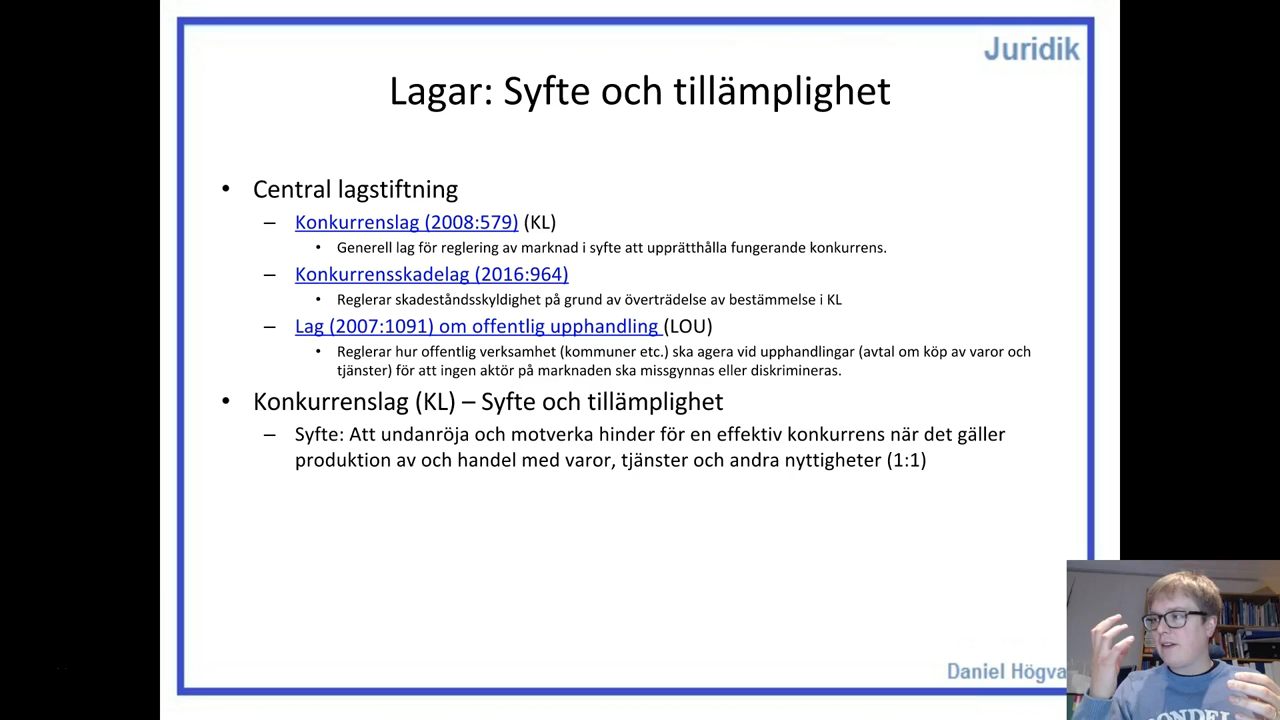 Juridik
Lagar: Syfte och tillämplighet
• Central lagstiftning
– Konkurrenslag (2008:579) (KL)
• Generell lag för reglering av marknad i syfte att upprätthålla fungerande konkurrens.
– Konkurrensskadelag (2016:964)
• Reglerar skadeståndsskyldighet på grund av överträdelse av bestämmelse i KL
– Lag (2007:1091) om offentlig upphandling (LOU)
• Reglerar hur offentlig verksamhet (kommuner etc.) ska agera vid upphandlingar (avtal om köp av varor och
tjänster) för att ingen aktör på marknaden ska missgynnas eller diskrimineras.
• Konkurrenslag (KL) – Syfte och tillämplighet
– Syfte: Att undanröja och motverka hinder för en effektiv konkurrens när det gäller
produktion av och handel med varor, tjänster och andra nyttigheter (1:1)
Daniel Högva